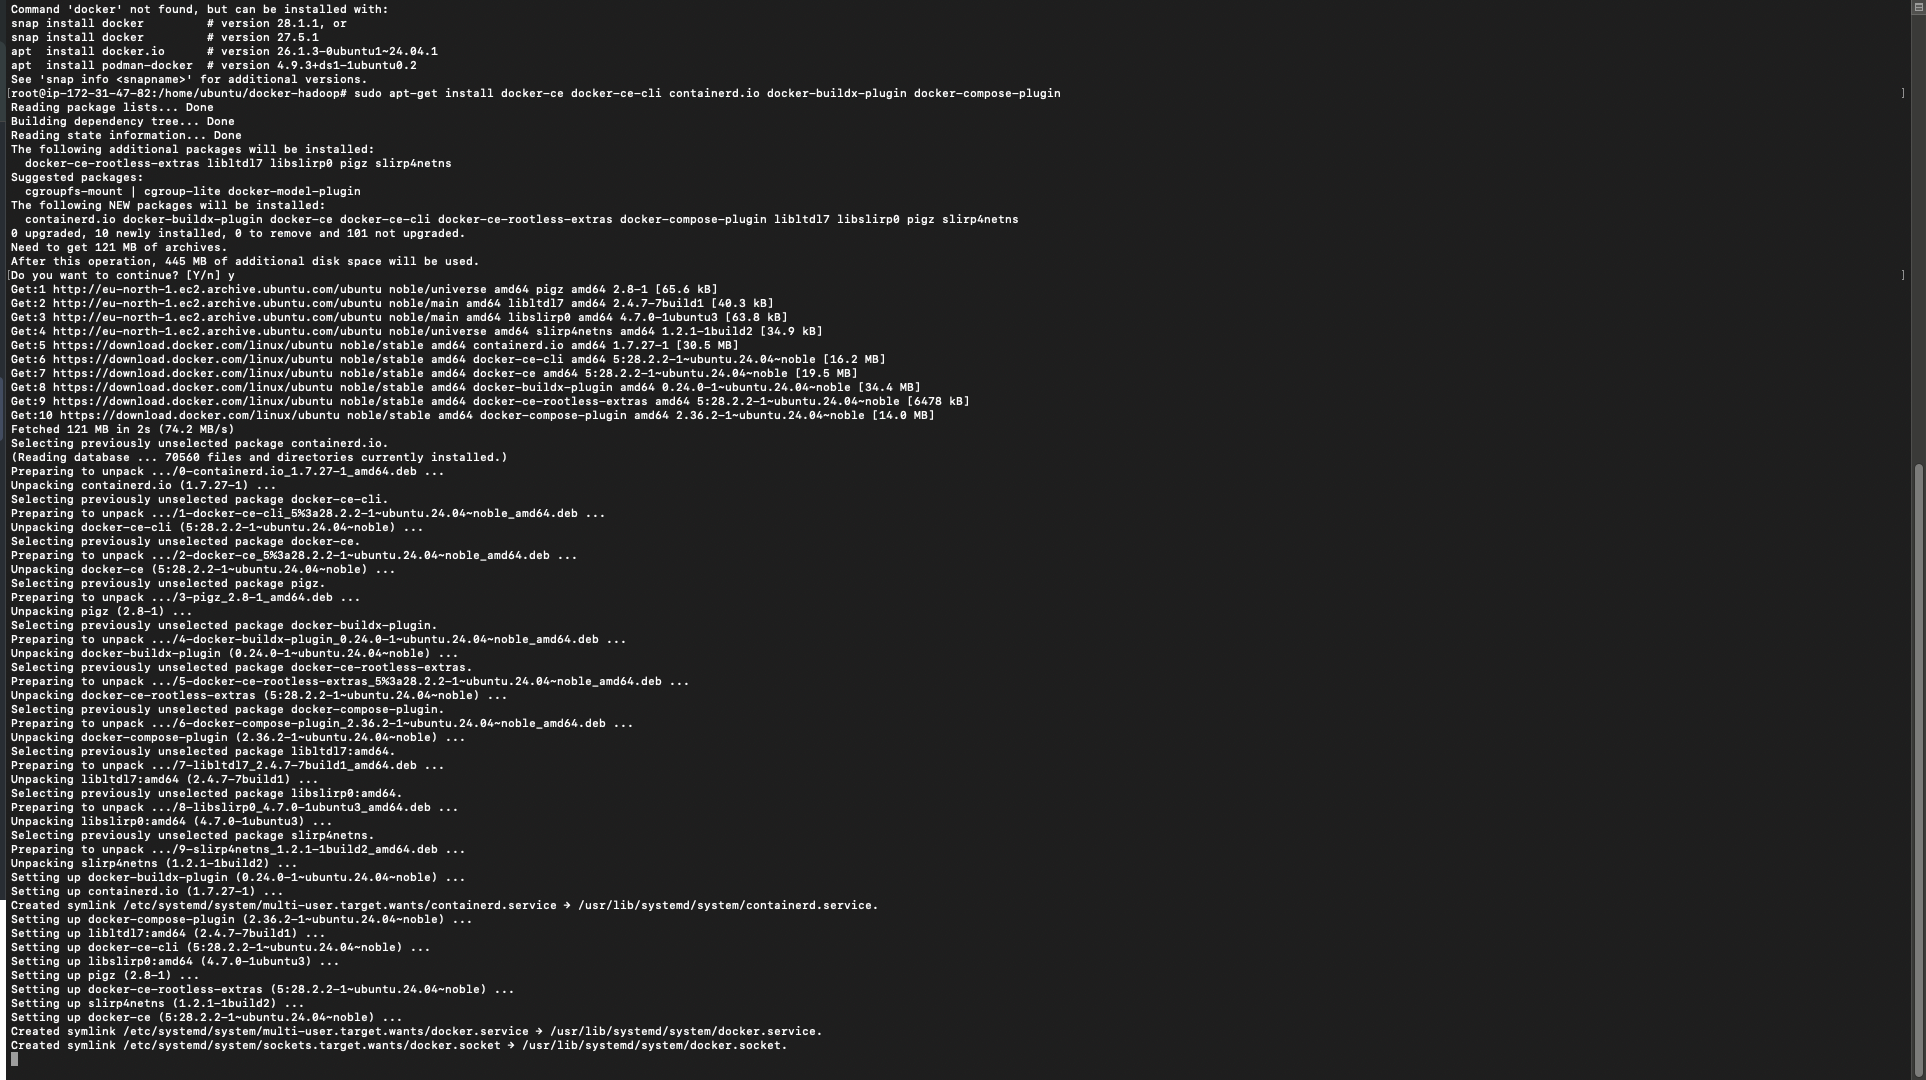 Command 'docker' not found, but can be installed with:
snap install docker         # version 28.1.1, or
snap install docker         # version 27.5.1
apt  install docker.io      # version 26.1.3-0ubuntu1~24.04.1
apt  install podman-docker  # version 4.9.3+ds1-1ubuntu0.2
See 'snap info <snapname>' for additional versions.
[root@ip-172-31-47-82:/home/ubuntu/docker-hadoop# sudo apt-get install docker-ce docker-ce-cli containerd.io docker-buildx-plugin docker-compose-plugin ]
Reading package lists... Done
Building dependency tree... Done
Reading state information... Done
The following additional packages will be installed:
  docker-ce-rootless-extras libltdl7 libslirp0 pigz slirp4netns
Suggested packages:
  cgroupfs-mount | cgroup-lite docker-model-plugin
The following NEW packages will be installed:
  containerd.io docker-buildx-plugin docker-ce docker-ce-cli docker-ce-rootless-extras docker-compose-plugin libltdl7 libslirp0 pigz slirp4netns
0 upgraded, 10 newly installed, 0 to remove and 101 not upgraded.
Need to get 121 MB of archives.
After this operation, 445 MB of additional disk space will be used.
[Do you want to continue? [Y/n] y ]
Get:1 http://eu-north-1.ec2.archive.ubuntu.com/ubuntu noble/universe amd64 pigz amd64 2.8-1 [65.6 kB]
Get:2 http://eu-north-1.ec2.archive.ubuntu.com/ubuntu noble/main amd64 libltdl7 amd64 2.4.7-7build1 [40.3 kB]
Get:3 http://eu-north-1.ec2.archive.ubuntu.com/ubuntu noble/main amd64 libslirp0 amd64 4.7.0-1ubuntu3 [63.8 kB]
Get:4 http://eu-north-1.ec2.archive.ubuntu.com/ubuntu noble/universe amd64 slirp4netns amd64 1.2.1-1build2 [34.9 kB]
Get:5 https://download.docker.com/linux/ubuntu noble/stable amd64 containerd.io amd64 1.7.27-1 [30.5 MB]
Get:6 https://download.docker.com/linux/ubuntu noble/stable amd64 docker-ce-cli amd64 5:28.2.2-1~ubuntu.24.04~noble [16.2 MB]
Get:7 https://download.docker.com/linux/ubuntu noble/stable amd64 docker-ce amd64 5:28.2.2-1~ubuntu.24.04~noble [19.5 MB]
Get:8 https://download.docker.com/linux/ubuntu noble/stable amd64 docker-buildx-plugin amd64 0.24.0-1~ubuntu.24.04~noble [34.4 MB]
Get:9 https://download.docker.com/linux/ubuntu noble/stable amd64 docker-ce-rootless-extras amd64 5:28.2.2-1~ubuntu.24.04~noble [6478 kB]
Get:10 https://download.docker.com/linux/ubuntu noble/stable amd64 docker-compose-plugin amd64 2.36.2-1~ubuntu.24.04~noble [14.0 MB]
Fetched 121 MB in 2s (74.2 MB/s)
Selecting previously unselected package containerd.io.
(Reading database ... 70560 files and directories currently installed.)
Preparing to unpack .../0-containerd.io_1.7.27-1_amd64.deb ...
Unpacking containerd.io (1.7.27-1) ...
Selecting previously unselected package docker-ce-cli.
Preparing to unpack .../1-docker-ce-cli_5%3a28.2.2-1~ubuntu.24.04~noble_amd64.deb ...
Unpacking docker-ce-cli (5:28.2.2-1~ubuntu.24.04~noble) ...
Selecting previously unselected package docker-ce.
Preparing to unpack .../2-docker-ce_5%3a28.2.2-1~ubuntu.24.04~noble_amd64.deb ...
Unpacking docker-ce (5:28.2.2-1~ubuntu.24.04~noble) ...
Selecting previously unselected package pigz.
Preparing to unpack .../3-pigz_2.8-1_amd64.deb ...
Unpacking pigz (2.8-1) ...
Selecting previously unselected package docker-buildx-plugin.
Preparing to unpack .../4-docker-buildx-plugin_0.24.0-1~ubuntu.24.04~noble_amd64.deb ...
Unpacking docker-buildx-plugin (0.24.0-1~ubuntu.24.04~noble) ...
Selecting previously unselected package docker-ce-rootless-extras.
Preparing to unpack .../5-docker-ce-rootless-extras_5%3a28.2.2-1~ubuntu.24.04~noble_amd64.deb ...
Unpacking docker-ce-rootless-extras (5:28.2.2-1~ubuntu.24.04~noble) ...
Selecting previously unselected package docker-compose-plugin.
Preparing to unpack .../6-docker-compose-plugin_2.36.2-1~ubuntu.24.04~noble_amd64.deb ...
Unpacking docker-compose-plugin (2.36.2-1~ubuntu.24.04~noble) ...
Selecting previously unselected package libltdl7:amd64.
Preparing to unpack .../7-libltdl7_2.4.7-7build1_amd64.deb ...
Unpacking libltdl7:amd64 (2.4.7-7build1) ...
Selecting previously unselected package libslirp0:amd64.
Preparing to unpack .../8-libslirp0_4.7.0-1ubuntu3_amd64.deb ...
Unpacking libslirp0:amd64 (4.7.0-1ubuntu3) ...
Selecting previously unselected package slirp4netns.
Preparing to unpack .../9-slirp4netns_1.2.1-1build2_amd64.deb ...
Unpacking slirp4netns (1.2.1-1build2) ...
Setting up docker-buildx-plugin (0.24.0-1~ubuntu.24.04~noble) ...
Setting up containerd.io (1.7.27-1) ...
Created symlink /etc/systemd/system/multi-user.target.wants/containerd.service → /usr/lib/systemd/system/containerd.service.
Setting up docker-compose-plugin (2.36.2-1~ubuntu.24.04~noble) ...
Setting up libltdl7:amd64 (2.4.7-7build1) ...
Setting up docker-ce-cli (5:28.2.2-1~ubuntu.24.04~noble) ...
Setting up libslirp0:amd64 (4.7.0-1ubuntu3) ...
Setting up pigz (2.8-1) ...
Setting up docker-ce-rootless-extras (5:28.2.2-1~ubuntu.24.04~noble) ...
Setting up slirp4netns (1.2.1-1build2) ...
Setting up docker-ce (5:28.2.2-1~ubuntu.24.04~noble) ...
Created symlink /etc/systemd/system/multi-user.target.wants/docker.service → /usr/lib/systemd/system/docker.service.
Created symlink /etc/systemd/system/sockets.target.wants/docker.socket → /usr/lib/systemd/system/docker.socket.